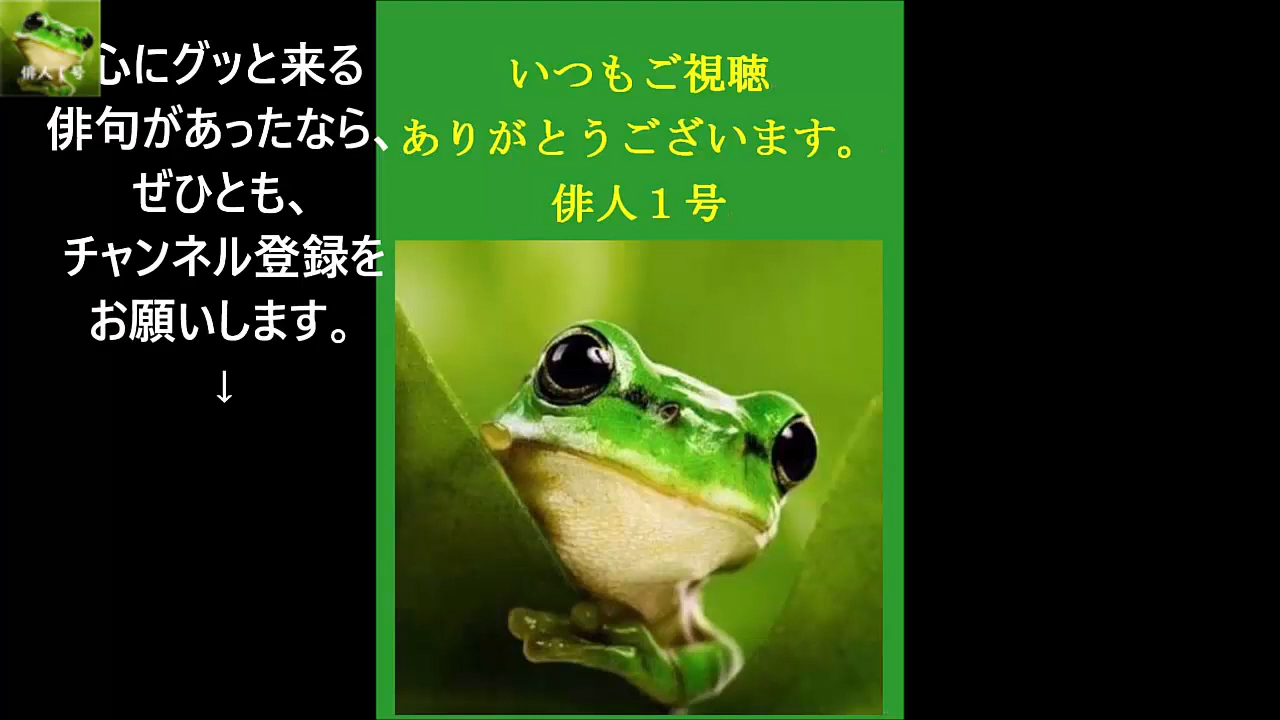 俳人1号
心にグッと来る
俳句があったなら、
ぜひとも、
チャンネル登録を
お願いします。
↓
いつもご視聴
ありがとうございます。
俳人１号